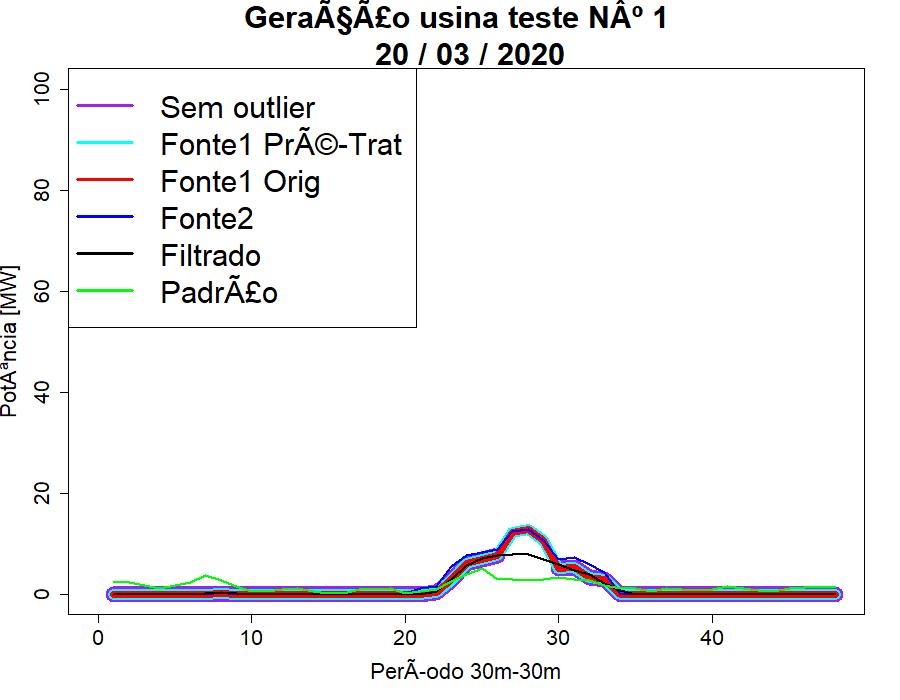 GeraÃ§Ã£o usina teste NÂº 1
20 / 03 / 2020
Sem outlier
Fonte1 PrÃ©-Trat
Fonte1 Orig
Fonte2
Filtrado
PadrÃ£o
PotÃªncia [MW]
100
80
60
40
20
0
0 10 20 30 40
PerÃ-odo 30m-30m